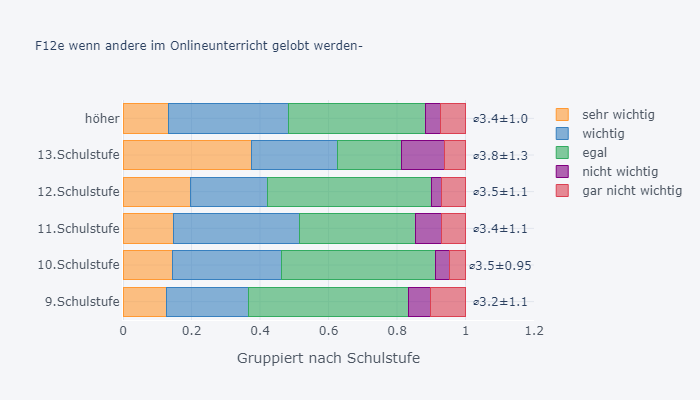 F12e wenn andere im Onlineunterricht gelobt werden-
höher
⌀3.4±1.0
13.Schulstufe
⌀3.8±1.3
12.Schulstufe
⌀3.5±1.1
11.Schulstufe
⌀3.4±1.1
10.Schulstufe
⌀3.5±0.95
9.Schulstufe
⌀3.2±1.1
0 0.2 0.4 0.6 0.8 1 1.2
Gruppiert nach Schulstufe
sehr wichtig
wichtig
egal
nicht wichtig
gar nicht wichtig